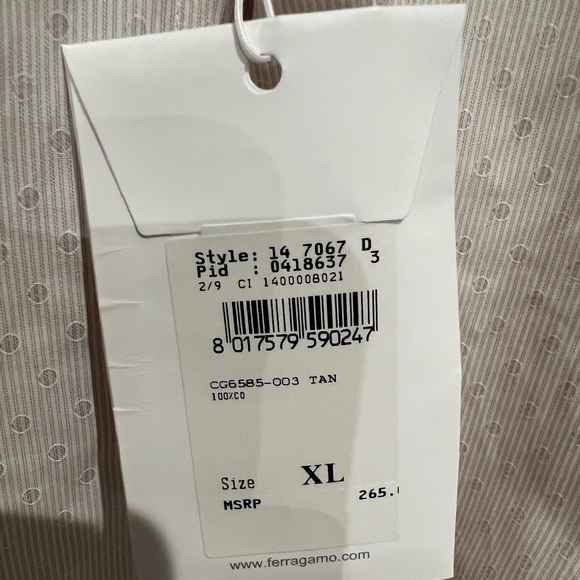 Style: 14 7067 D
3
Pid : 0418637
2/9 CI 1400008021
8 017579 590247
CG6585-003 TAN
100%CO
Size XL
MSRP 265.
www.ferragamo.com